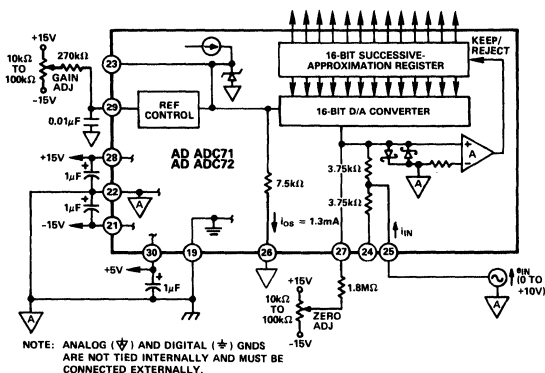 +15V
10kΩ
TO
100kΩ
270kΩ
GAIN
ADJ
-15V
0.01μF
23
29
REF
CONTROL
AD ADC71
AD ADC72
16-BIT SUCCESSIVE-
APPROXIMATION REGISTER
KEEP/
REJECT
16-BIT D/A CONVERTER
+
-
A
A
+15V
+
1μF
28
22
A
+
1μF
-15V
21
7.5kΩ
iOS = 1.3mA
3.75kΩ
3.75kΩ
iIN
30
19
26
27
24
25
+5V
+
1μF
A
+15V
10kΩ
TO
100kΩ
1.8MΩ
ZERO
ADJ
-15V
eIN
(0 TO
+10V)
A
NOTE: ANALOG (A) AND DIGITAL (⏚) GNDS
ARE NOT TIED INTERNALLY AND MUST BE
CONNECTED EXTERNALLY.